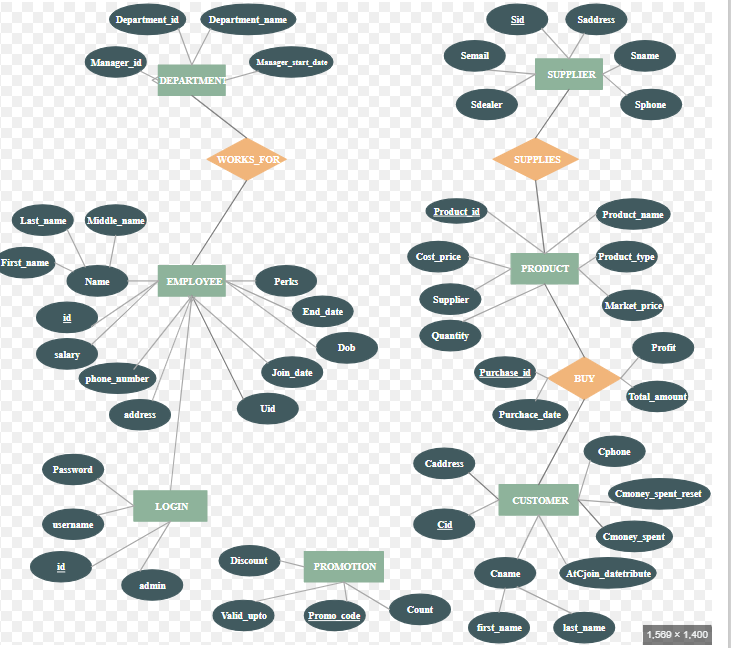 Department_id
Department_name
Manager_id
Manager_start_date
DEPARTMENT
WORKS_FOR
Sid
Saddress
Semail
Sname
SUPPLIER
Sdealer
Sphone
SUPPLIES
Last_name
Middle_name
First_name
Name
EMPLOYEE
Perks
id
End_date
salary
Dob
phone_number
Join_date
address
Uid
Product_id
Product_name
Cost_price
Product_type
PRODUCT
Supplier
Market_price
Quantity
Profit
Purchase_id
BUY
Total_amount
Purchace_date
Password
LOGIN
username
id
admin
Caddress
Cphone
CUSTOMER
Cmoney_spent_reset
Cid
Cmoney_spent
Cname
AtCjoin_datetribute
first_name
last_name
Discount
PROMOTION
Valid_upto
Promo_code
Count
1,569 × 1,400